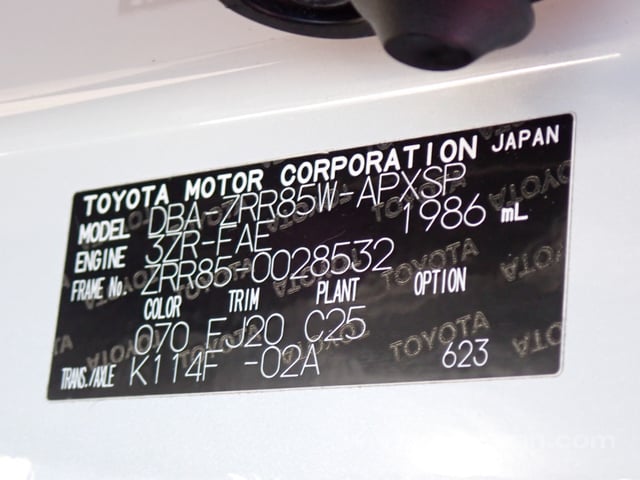 TOYOTA MOTOR CORPORATION JAPAN
MODEL DBA-ZRR85W-APXSP
ENGINE 3ZR-FAE 1986 mL
FRAME No. ZRR85-0028532
COLOR TRIM PLANT OPTION
070 FJ20 C25
TRANS./AXLE K114F -02A 623